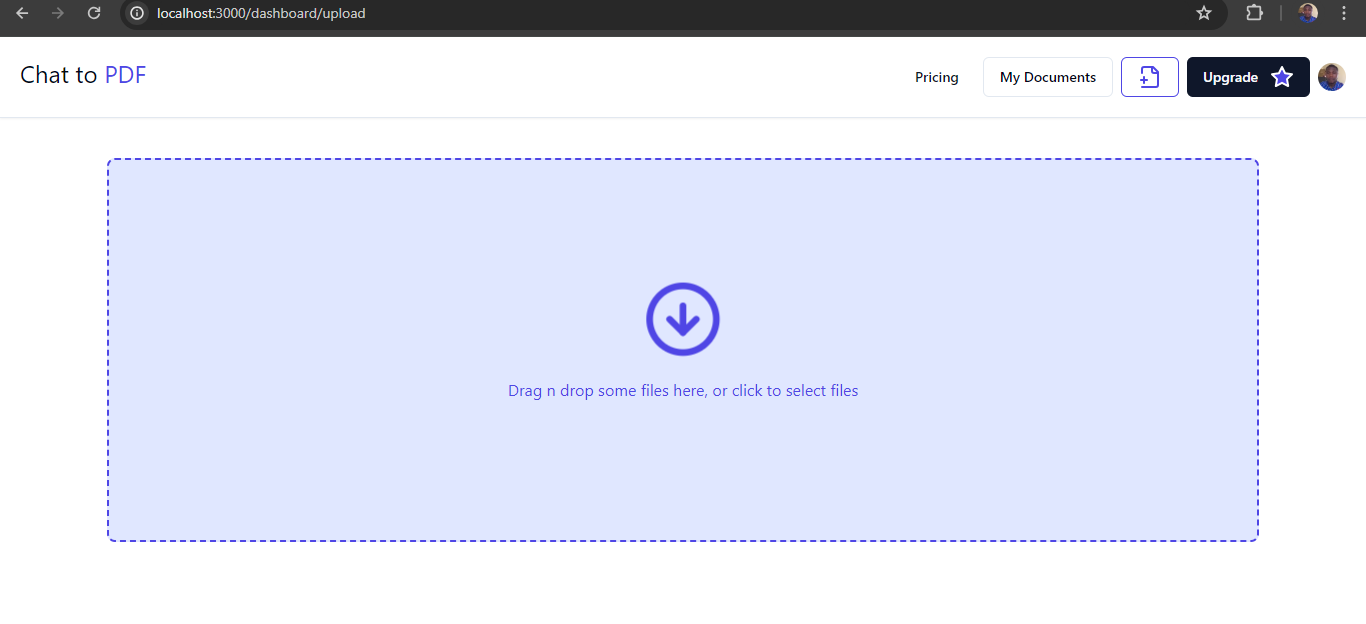 localhost:3000/dashboard/upload
Chat to PDF
Pricing
My Documents
Upgrade
Drag n drop some files here, or click to select files